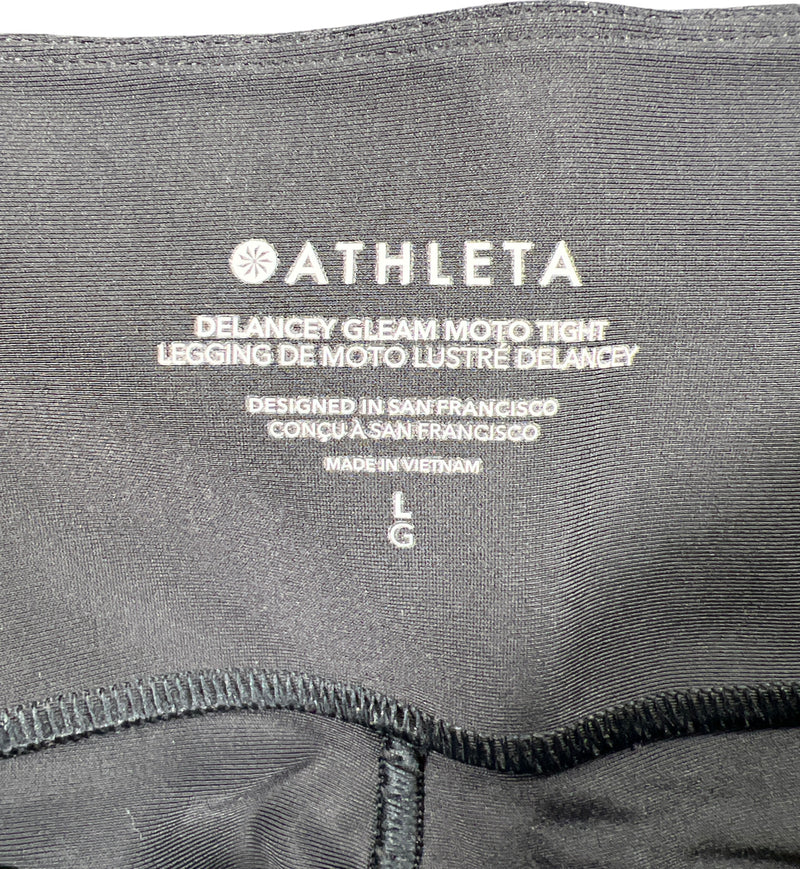 ATHLETA
DELANCEY GLEAM MOTO TIGHT
LEGGING DE MOTO LUSTRÉ DELANCEY
DESIGNED IN SAN FRANCISCO
CONÇU À SAN FRANCISCO
MADE IN VIETNAM
L
G